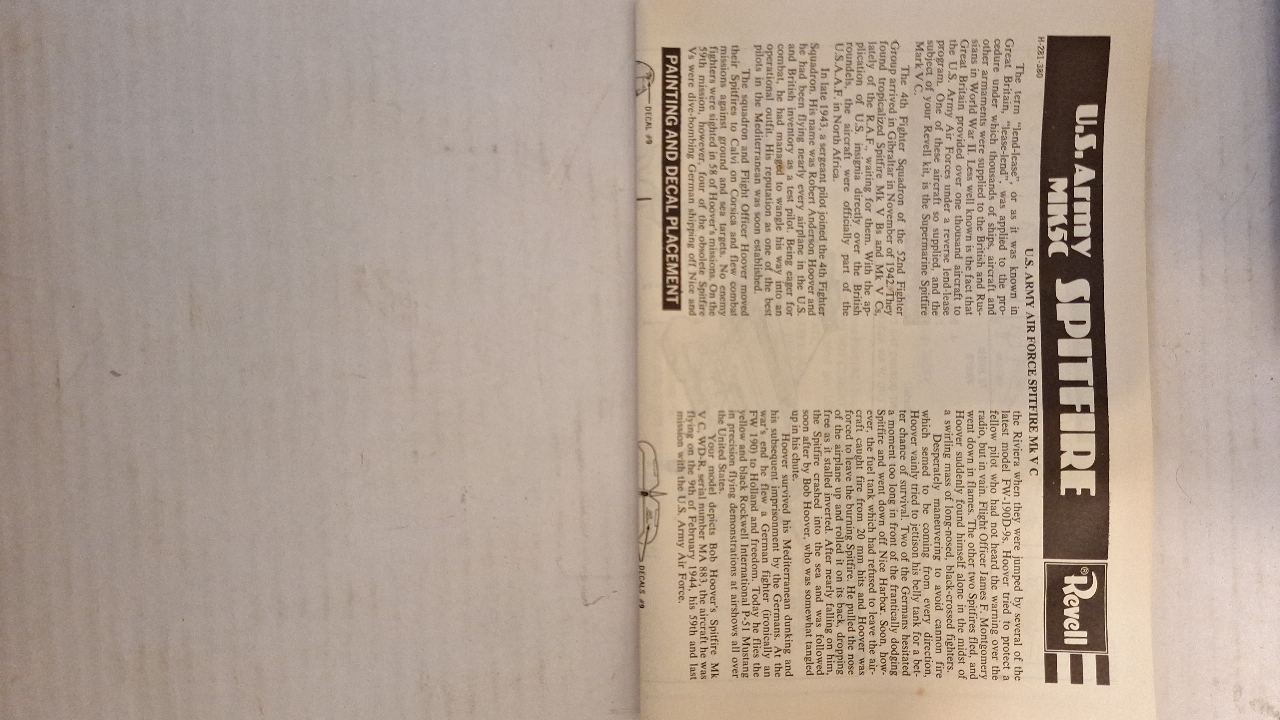 U.S. Army
MK5C
SPITFIRE
Revell®
H-281-380
U.S. ARMY AIR FORCE SPITFIRE Mk V C
The term "lend-lease", or as it was known in
Great Britain, "lease-lend", was applied to the pro-
cedure under which thousands of ships, aircraft and
other armaments were supplied to the British and Rus-
sians in World War II. Less well known is the fact that
Great Britain provided over one thousand aircraft to
the U.S. Army Air Forces under a reverse lend-lease
program. One of these aircraft so supplied, and the
subject of your Revell kit, is the Supermarine Spitfire
Mark V C.
The 4th Fighter Squadron of the 52nd Fighter
Group arrived in Gibraltar in November of 1942. They
found tropicalized Spitfire Mk V Bs and Mk V Cs,
lately of the R.A.F., waiting for them. With the ap-
plication of U.S. insignia directly over the British
roundels, the aircraft were officially part of the
U.S.A.A.F. in North Africa.
In late 1943, a sergeant pilot joined the 4th Fighter
Squadron. His name was Robert Anderson Hoover and
he had been flying nearly every airplane in the U.S.
and British inventory as a test pilot. Being eager for
combat, he had managed to wangle his way into an
operational outfit. His reputation as one of the best
pilots in the Mediterranean was soon established.
The squadron and Flight Officer Hoover moved
their Spitfires to Calvi on Corsica and flew combat
missions against ground and sea targets. No enemy
fighters were sighted in 58 of Hoover's missions. On the
59th mission, however, four of the obsolete Spitfire
Vs were dive-bombing German shipping off Nice and
the Riviera when they were jumped by several of the
latest model FW-190D-9s. Hoover tried to protect a
fellow pilot who had not heard the warning over the
radio, but in vain. Flight Officer James F. Montgomery
went down in flames. The other two Spitfires fled, and
Hoover suddenly found himself alone in the midst of
a swirling mass of long-nosed, black-crossed fighters.
Desperately maneuvering to avoid cannon fire
which semed to be coming from every direction,
Hoover vainly tried to jettison his belly tank for a bet-
ter chance of survival. Two of the Germans hesitated
a moment too long in front of the frantically dodging
Spitfire and went down off Nice Harbor. Soon, how-
ever, the fuel tank which had refused to leave the air-
craft caught fire from 20 mm hits and Hoover was
forced to leave the burning Spitfire. He pulled the nose
of the airplane up and rolled it on its back, dropping
free as it stalled inverted. After nearly falling on him,
the Spitfire crashed into the sea and was followed
soon after by Bob Hoover, who was somewhat tangled
up in his chute.
Hoover survived his Mediterranean dunking and
his subsequent imprisonment by the Germans. At the
war's end he flew a German fighter (ironically an
FW 190) to Holland and freedom. Today he flies the
yellow and black Rockwell International P-51 Mustang
in precision flying demonstrations at airshows all over
the United States.
Your model depicts Bob Hoover's Spitfire Mk
V C, WD-k, serial number MA 883, the aircraft he was
flying on the 9th of February 1944, his 59th and last
mission with the U.S. Army Air Force.
PAINTING AND DECAL PLACEMENT
DECAL #9
DECALS #9